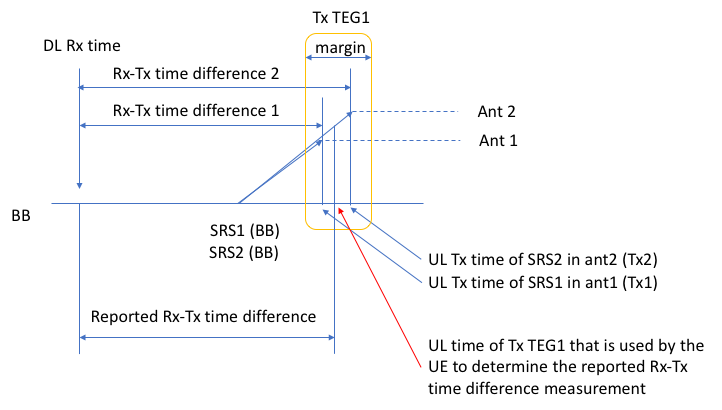 Tx TEG1
DL Rx time
margin
Rx-Tx time difference 2
Rx-Tx time difference 1
Ant 2
Ant 1
BB
SRS1 (BB)
SRS2 (BB)
UL Tx time of SRS2 in ant2 (Tx2)
UL Tx time of SRS1 in ant1 (Tx1)
Reported Rx-Tx time difference
UL time of Tx TEG1 that is used by the
UE to determine the reported Rx-Tx
time difference measurement